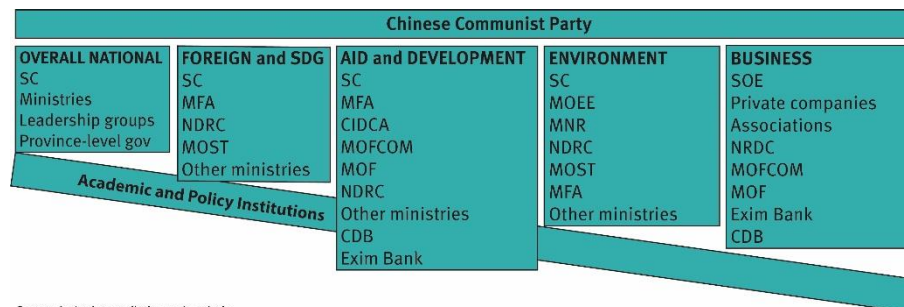 Chinese Communist Party
OVERALL NATIONAL
SC
Ministries
Leadership groups
Province-level gov
FOREIGN and SDG
SC
MFA
NDRC
MOST
Other ministries
AID and DEVELOPMENT
SC
MFA
CIDCA
MOFCOM
MOF
NDRC
Other ministries
CDB
Exim Bank
ENVIRONMENT
SC
MOEE
MNR
NDRC
MOST
MFA
Other ministries
BUSINESS
SOE
Private companies
Associations
NRDC
MOFCOM
MOF
Exim Bank
CDB
Academic and Policy Institutions